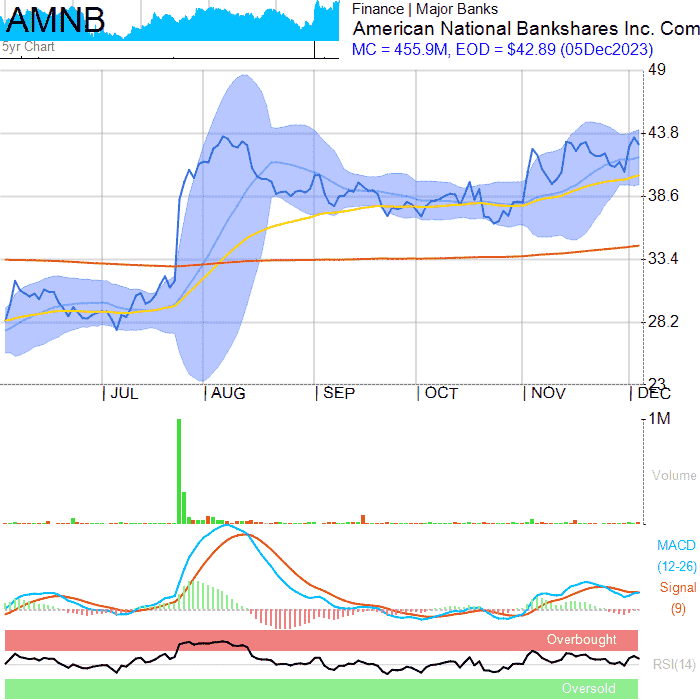 AMNB
5yr Chart
Finance | Major Banks
American National Bankshares Inc. Com
MC = 455.9M, EOD = $42.89 (05Dec2023)
49
43.8
38.6
33.4
28.2
23
JUL AUG SEP OCT NOV DEC
1M
Volume
MACD
(12-26)
Signal
(9)
Overbought
RSI(14)
Oversold